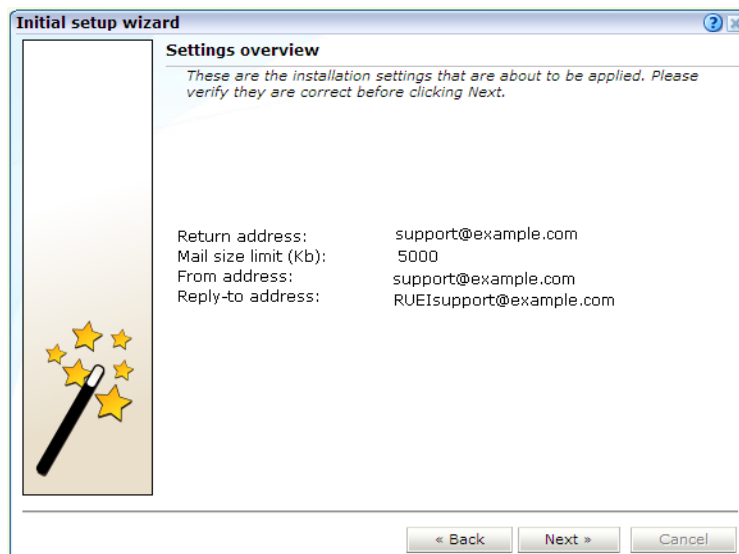 Initial setup wizard
Settings overview
These are the installation settings that are about to be applied. Please
verify they are correct before clicking Next.
Return address: support@example.com
Mail size limit (Kb): 5000
From address: support@example.com
Reply-to address: RUEIsupport@example.com
« Back Next » Cancel